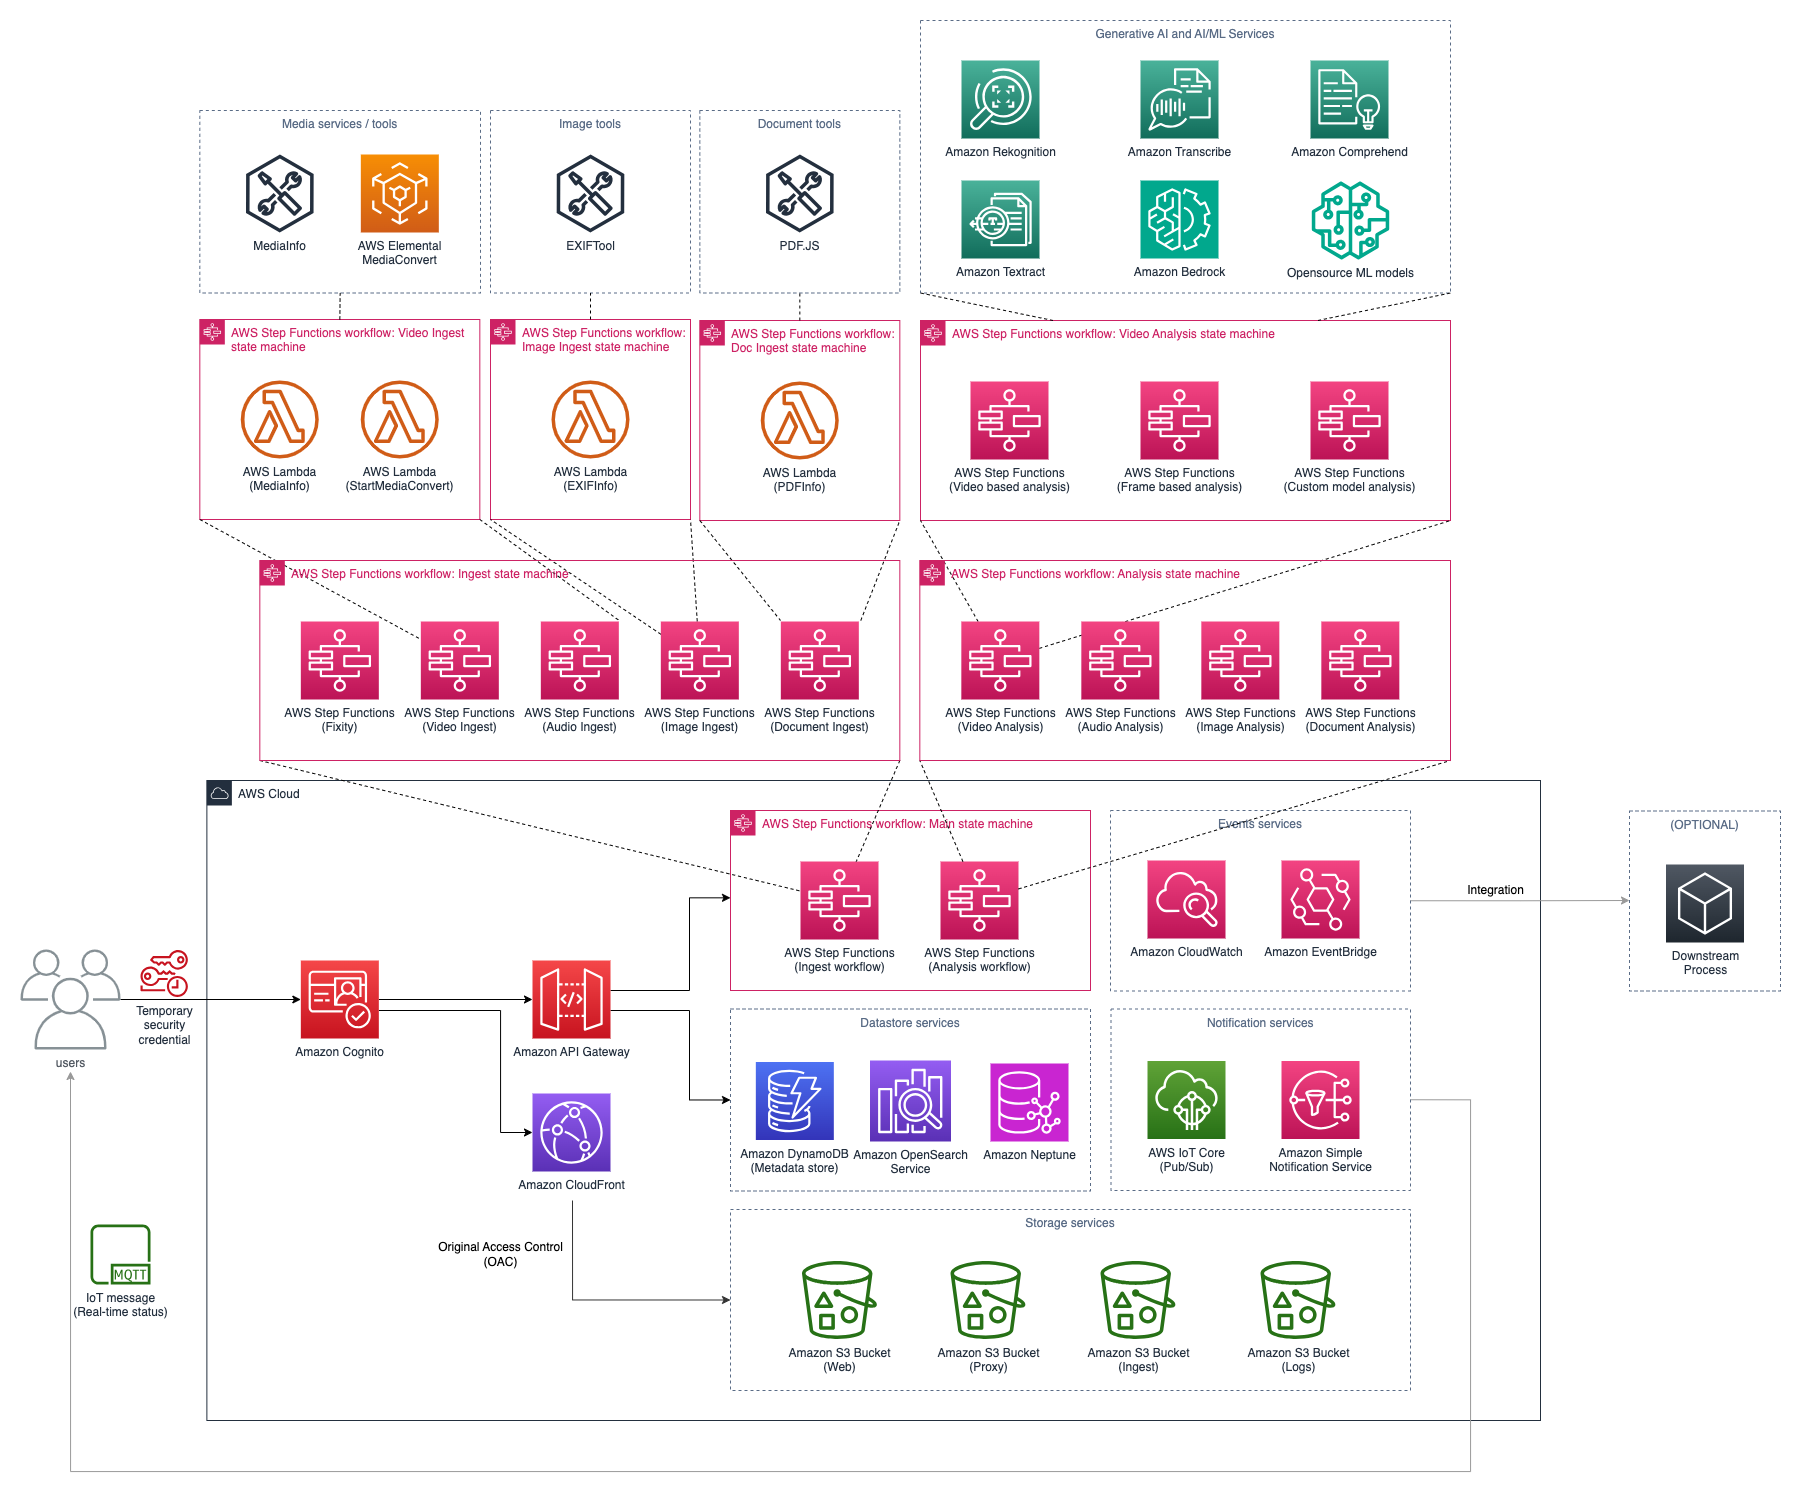 Generative AI and AI/ML Services
Amazon Rekognition
Amazon Transcribe
Amazon Comprehend
Amazon Textract
Amazon Bedrock
Opensource ML models
Media services / tools
MediaInfo
AWS Elemental
MediaConvert
Image tools
EXIFTool
Document tools
PDF.JS
AWS Step Functions workflow: Video Ingest
state machine
AWS Lambda
(MediaInfo)
AWS Lambda
(StartMediaConvert)
AWS Step Functions workflow:
Image Ingest state machine
AWS Lambda
(EXIFInfo)
AWS Step Functions workflow:
Doc Ingest state machine
AWS Lambda
(PDFInfo)
AWS Step Functions workflow: Video Analysis state machine
AWS Step Functions
(Video based analysis)
AWS Step Functions
(Frame based analysis)
AWS Step Functions
(Custom model analysis)
AWS Step Functions workflow: Ingest state machine
AWS Step Functions
(Fixity)
AWS Step Functions
(Video Ingest)
AWS Step Functions
(Audio Ingest)
AWS Step Functions
(Image Ingest)
AWS Step Functions
(Document Ingest)
AWS Step Functions workflow: Analysis state machine
AWS Step Functions
(Video Analysis)
AWS Step Functions
(Audio Analysis)
AWS Step Functions
(Image Analysis)
AWS Step Functions
(Document Analysis)
AWS Cloud
AWS Step Functions workflow: Main state machine
AWS Step Functions
(Ingest workflow)
AWS Step Functions
(Analysis workflow)
Events services
Amazon CloudWatch
Amazon EventBridge
Integration
(OPTIONAL)
Downstream
Process
users
Temporary
security
credential
Amazon Cognito
Amazon API Gateway
Amazon CloudFront
Datastore services
Amazon DynamoDB
(Metadata store)
Amazon OpenSearch
Service
Amazon Neptune
Notification services
AWS IoT Core
(Pub/Sub)
Amazon Simple
Notification Service
Original Access Control
(OAC)
MQTT
IoT message
(Real-time status)
Storage services
Amazon S3 Bucket
(Web)
Amazon S3 Bucket
(Proxy)
Amazon S3 Bucket
(Ingest)
Amazon S3 Bucket
(Logs)